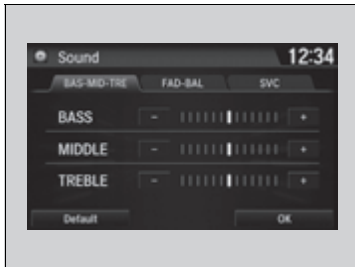 Sound 12:34
BAS-MID-TRE FAD-BAL SVC
BASS - +
MIDDLE - +
TREBLE - +
Default OK